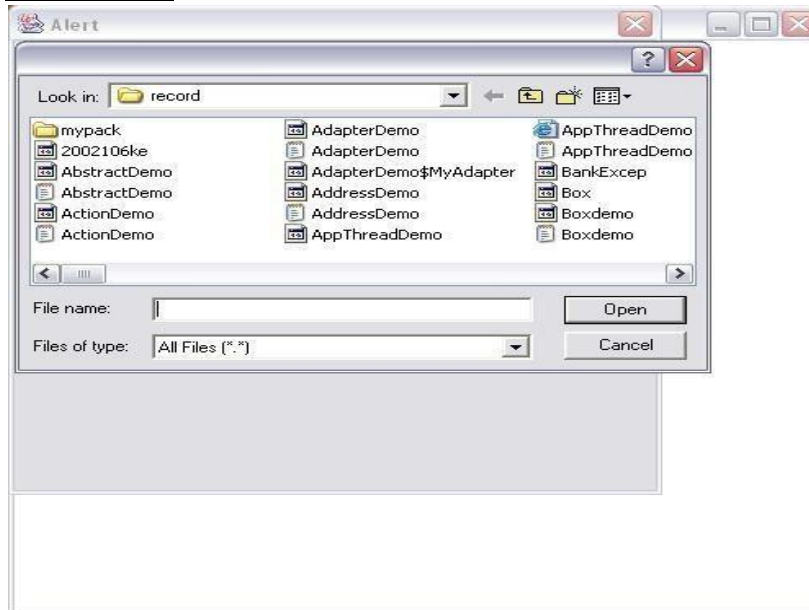 Alert
Look in: record
mypack
2002106ke
AbstractDemo
AbstractDemo
ActionDemo
ActionDemo
AdapterDemo
AdapterDemo
AdapterDemo$MyAdapter
AddressDemo
AddressDemo
AppThreadDemo
AppThreadDemo
AppThreadDemo
BankExcep
Box
Boxdemo
Boxdemo
File name:
Open
Files of type: All Files (*.*)
Cancel